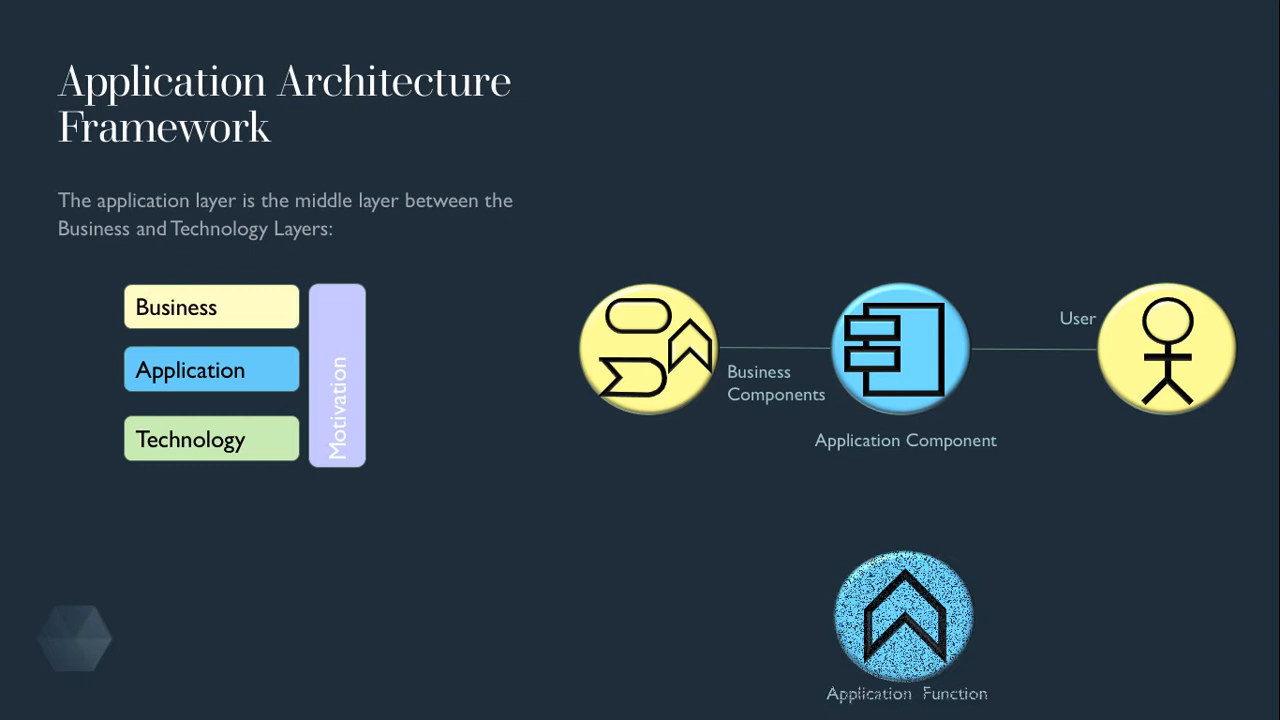 Application Architecture
Framework
The application layer is the middle layer between the
Business and Technology Layers:
Business
Application
Technology
Motivation
User
Business
Components
Application Component
Application Function